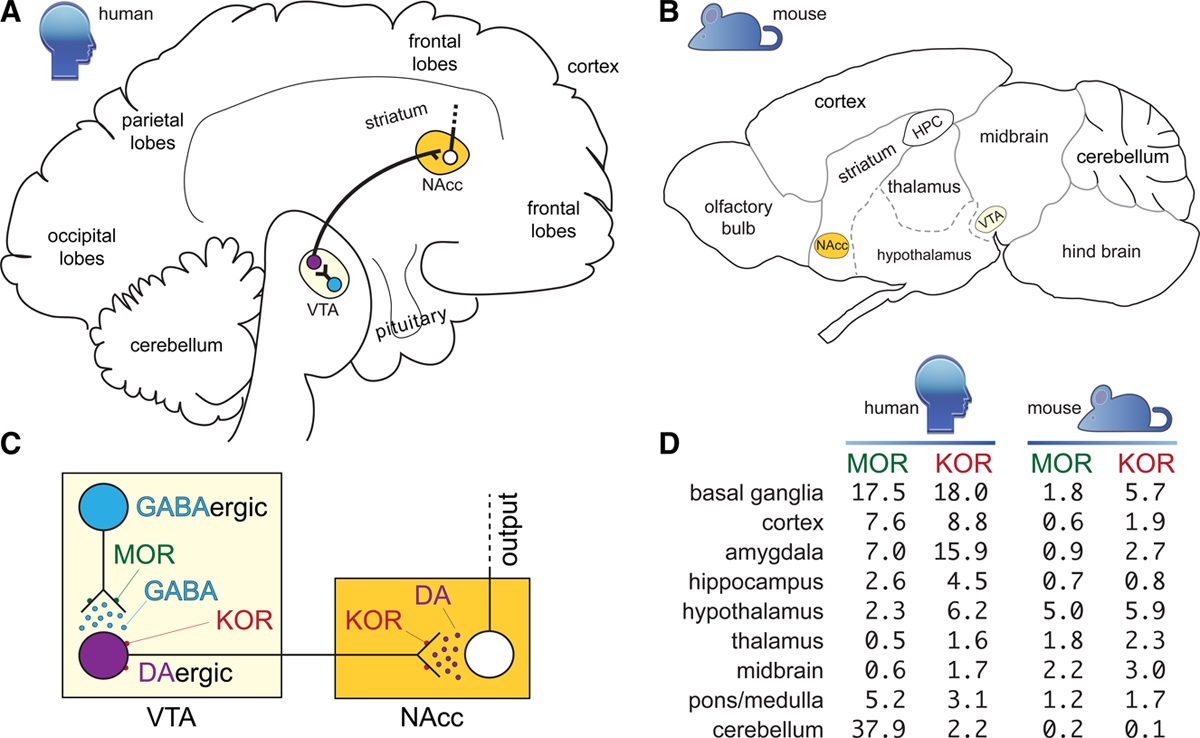 A
human
frontal
lobes
cortex
parietal
lobes
striatum
NAcc
occipital
lobes
frontal
lobes
VTA
pituitary
cerebellum
B
mouse
cortex
HPC
midbrain
cerebellum
striatum
thalamus
olfactory
bulb
VTA
NAcc
hypothalamus
hind brain
C
GABAergic
MOR
GABA
KOR
DAergic
VTA
output
DA
KOR
NAcc
D
human mouse
MOR KOR MOR KOR
basal ganglia 17.5 18.0 1.8 5.7
cortex 7.6 8.8 0.6 1.9
amygdala 7.0 15.9 0.9 2.7
hippocampus 2.6 4.5 0.7 0.8
hypothalamus 2.3 6.2 5.0 5.9
thalamus 0.5 1.6 1.8 2.3
midbrain 0.6 1.7 2.2 3.0
pons/medulla 5.2 3.1 1.2 1.7
cerebellum 37.9 2.2 0.2 0.1